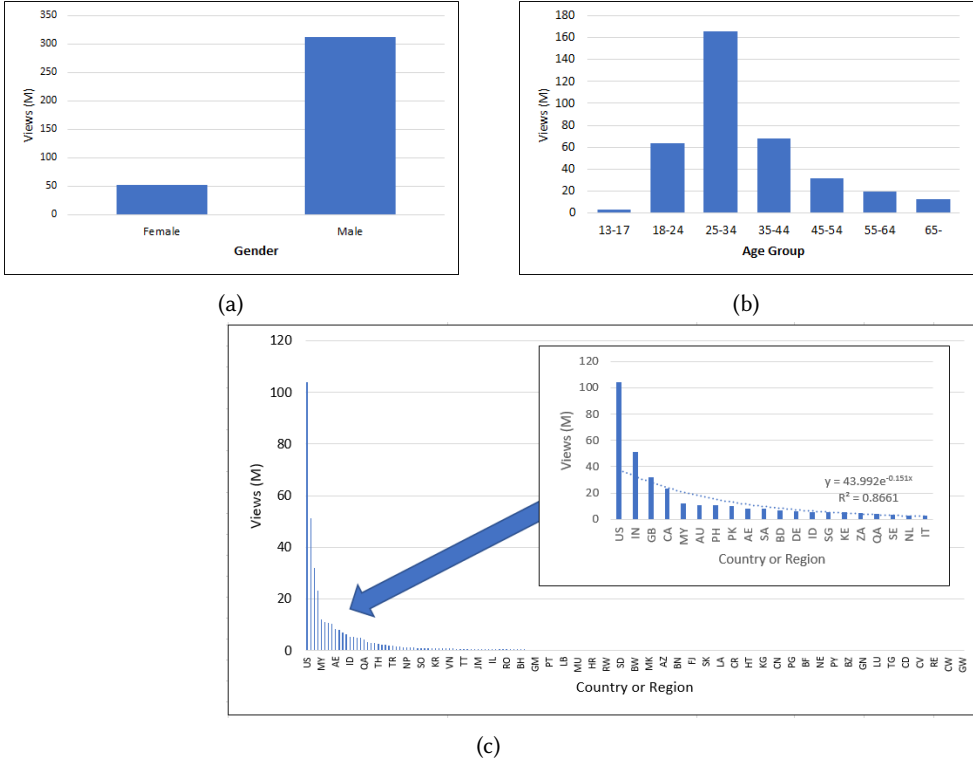 350
300
250
200
150
100
50
0
Views (M)
Female Male
Gender
(a)
180
160
140
120
100
80
60
40
20
0
Views (M)
13-17 18-24 25-34 35-44 45-54 55-64 65-
Age Group
(b)
120
100
80
60
40
20
0
Views (M)
US MY AE ID QA TH TR NP SO KR VN TT JM IL RO BH GM PT LB MU HR RW SD BW MK AZ BN FJ SK LA CR HT KG CN PG BF NE PY BZ GN LU TG CD CV RE CW GW
Country or Region
120
100
80
60
40
20
0
Views (M)
y = 43.992e^-0.151x
R² = 0.8661
US IN GB CA MY AU PH PK AE SA BD DE ID SG KE ZA QA SE NL IT
Country or Region
(c)